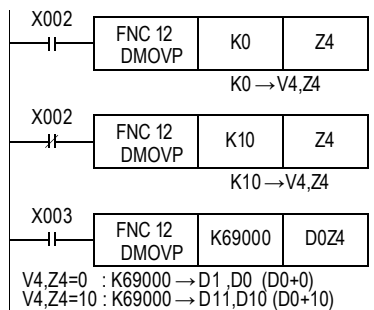 X002
FNC 12 DMOVP K0 Z4
K0→V4,Z4
X002
FNC 12 DMOVP K10 Z4
K10→V4,Z4
X003
FNC 12 DMOVP K69000 D0Z4
V4,Z4=0 : K69000→D1 ,D0 (D0+0)
V4,Z4=10 : K69000→D11,D10 (D0+10)